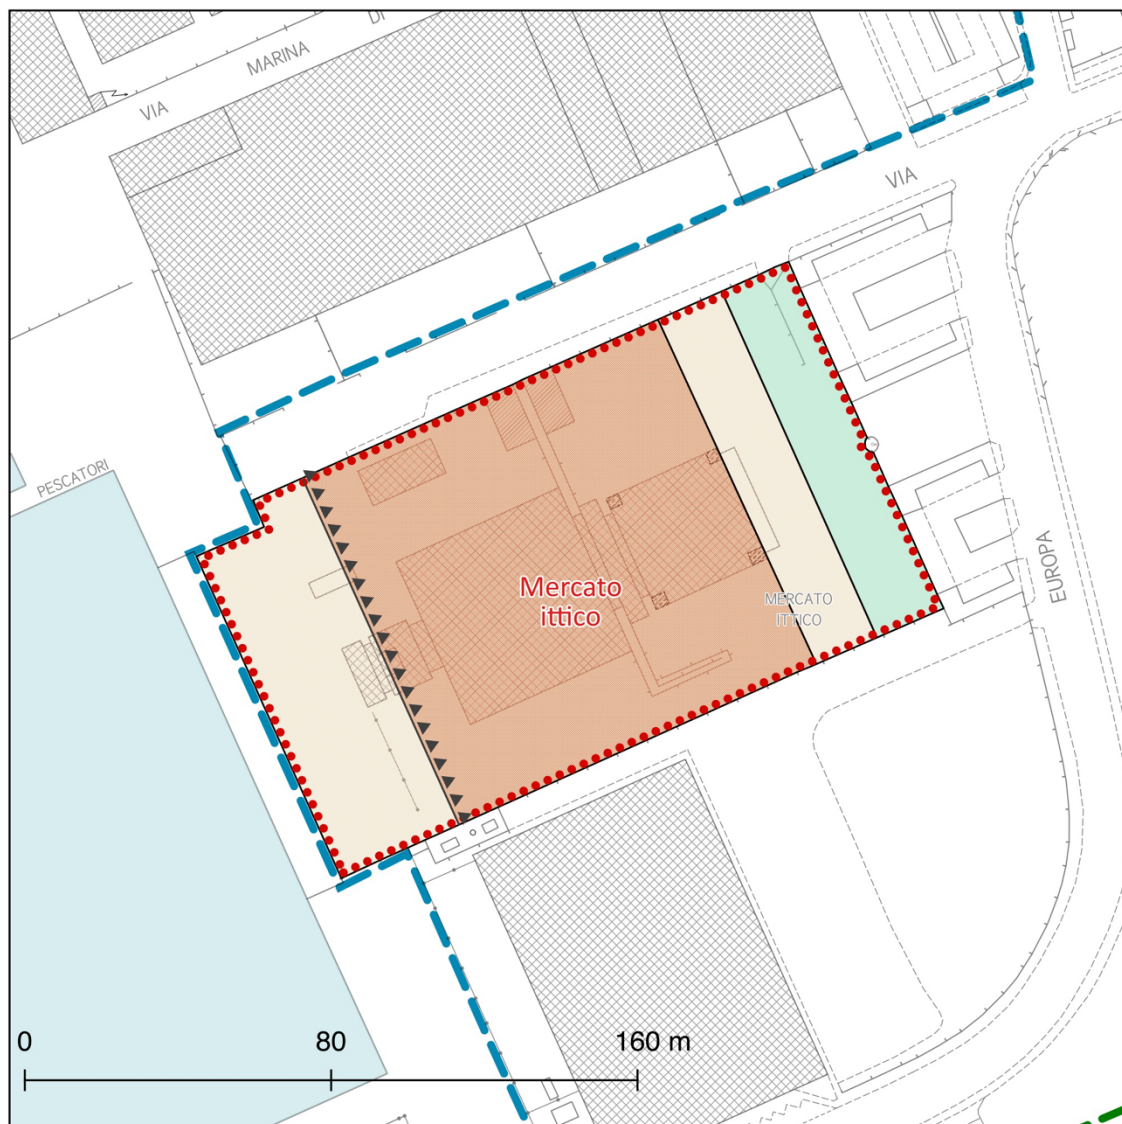 MARINA
VIA
VIA
PESCATORI
EUROPA
Mercato
ittico
MERCATO
ITTICO
0 80 160 m